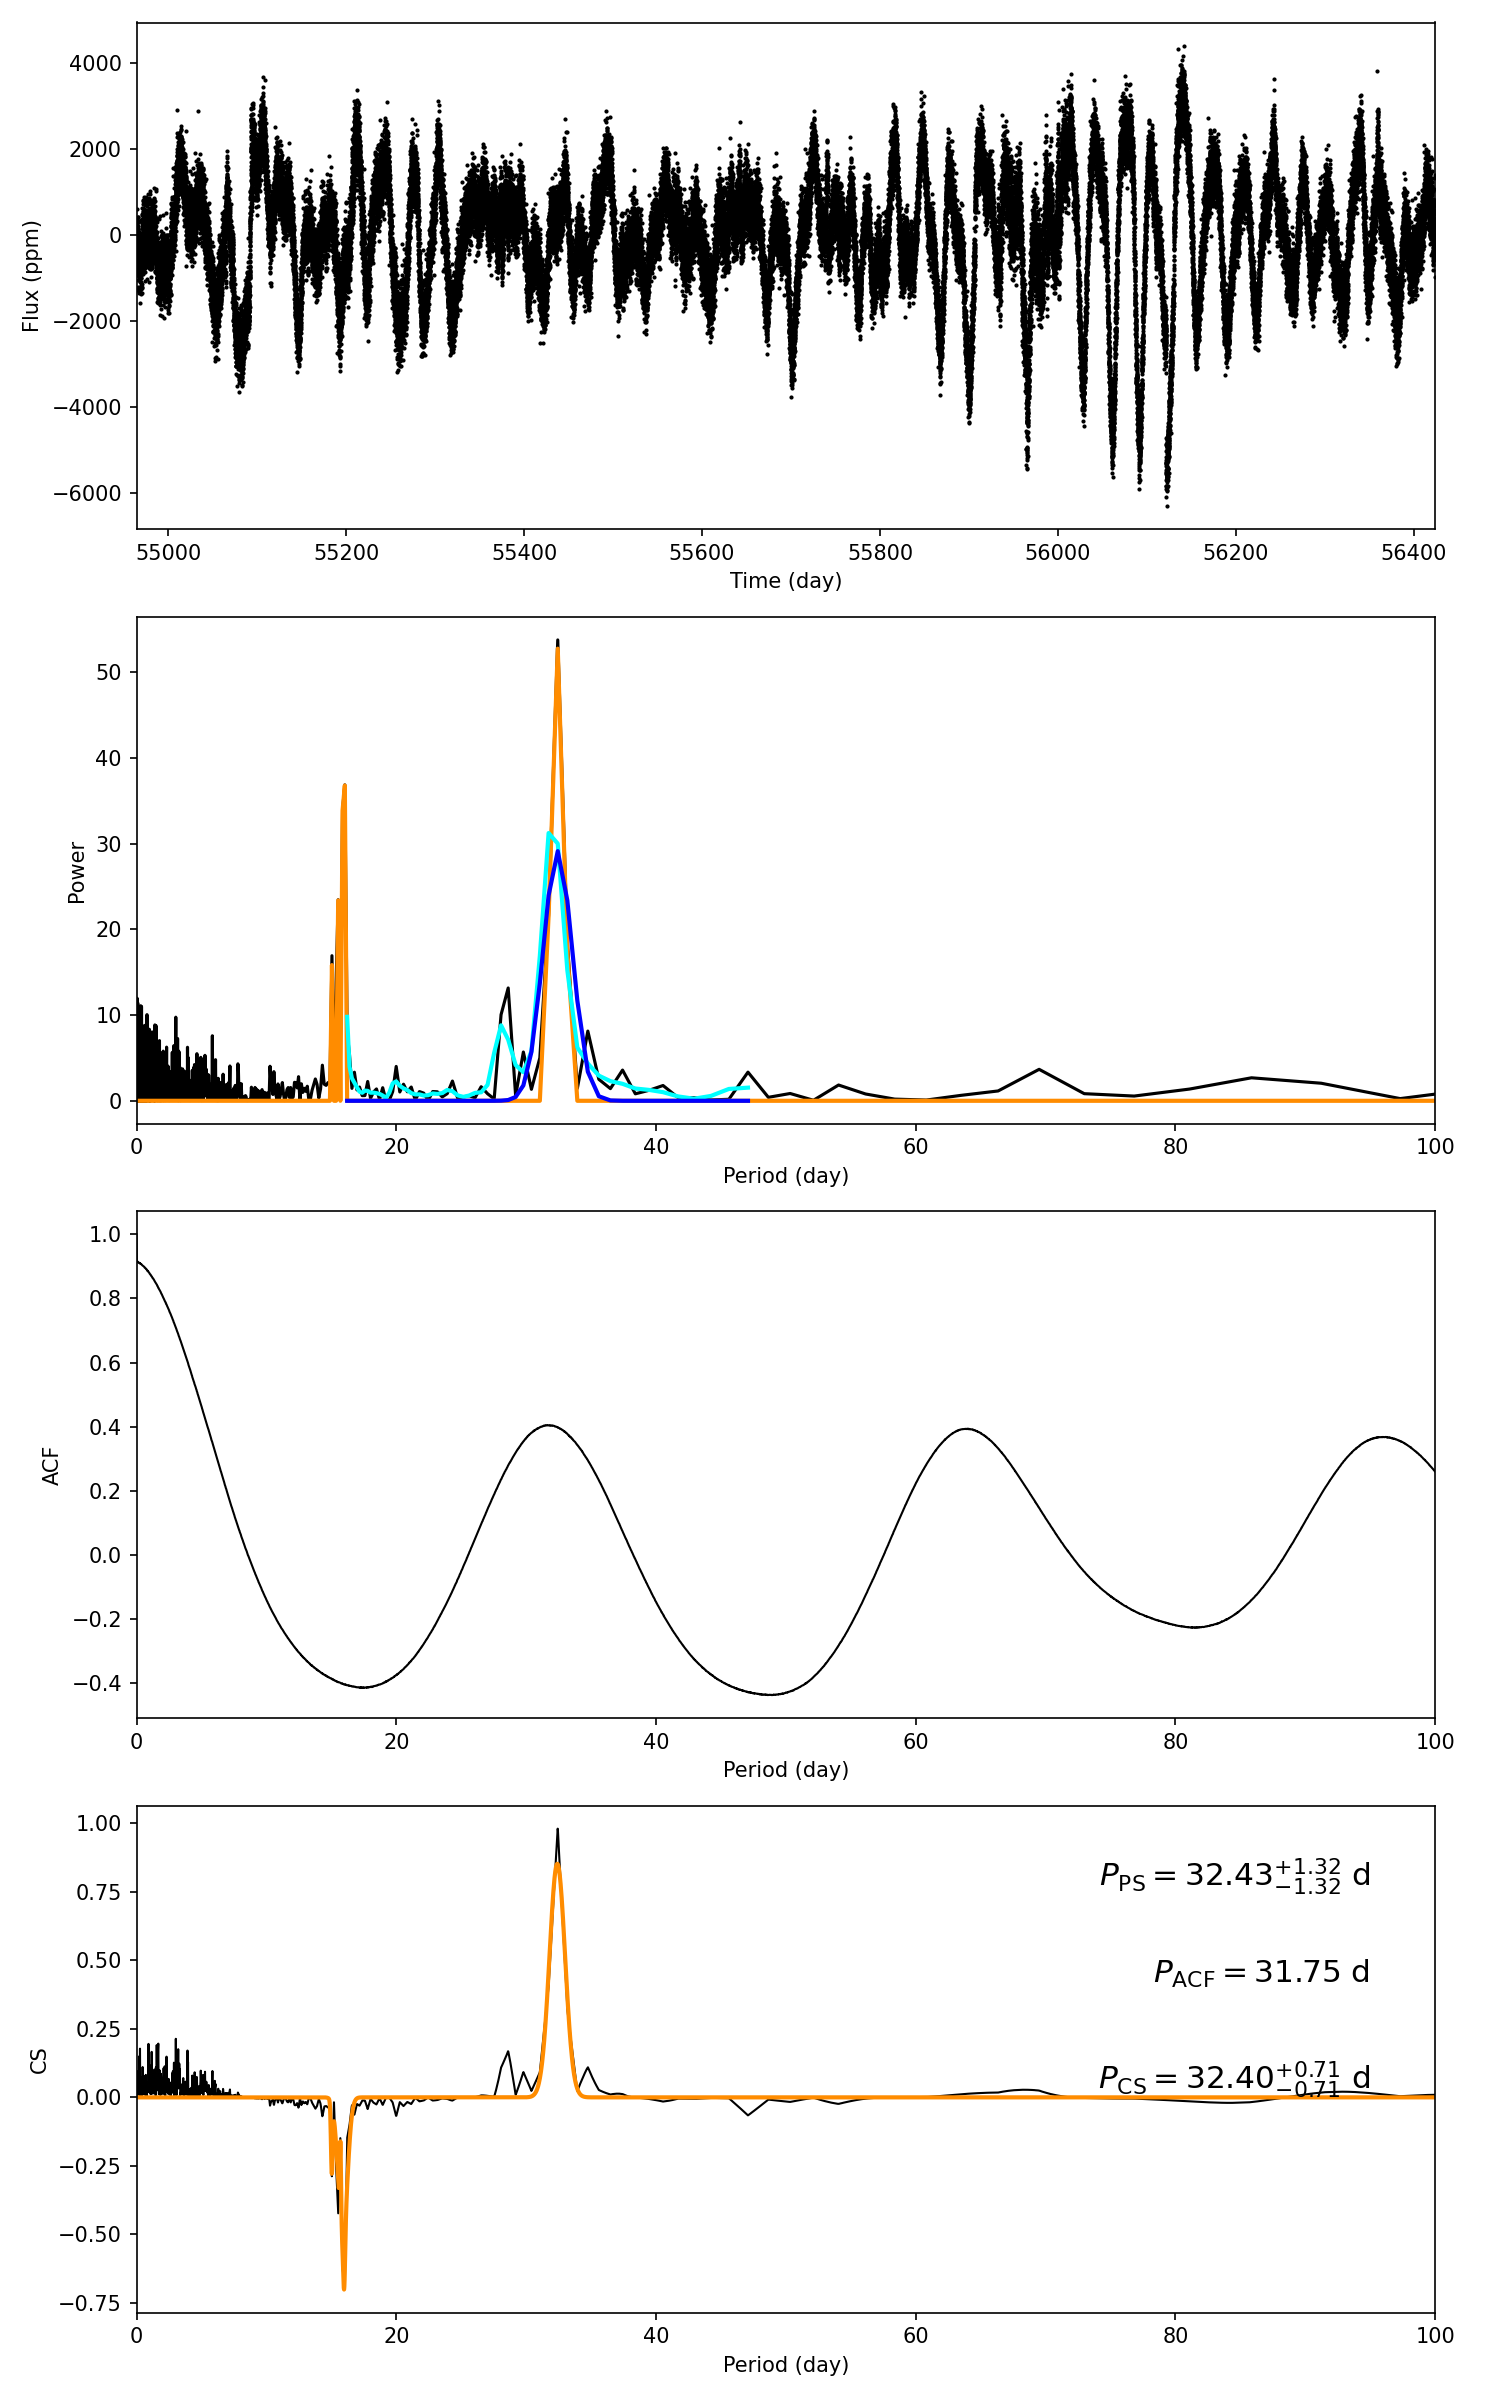 4000
2000
0
−2000
−4000
−6000
Flux (ppm)
55000 55200 55400 55600 55800 56000 56200 56400
Time (day)
50
40
30
20
10
0
Power
0 20 40 60 80 100
Period (day)
1.0
0.8
0.6
0.4
0.2
0.0
−0.2
−0.4
ACF
0 20 40 60 80 100
Period (day)
1.00
0.75
0.50
0.25
0.00
−0.25
−0.50
−0.75
CS
P_PS = 32.43^{+1.32}_{−1.32} d
P_ACF = 31.75 d
P_CS = 32.40^{+0.71}_{−0.71} d
0 20 40 60 80 100
Period (day)